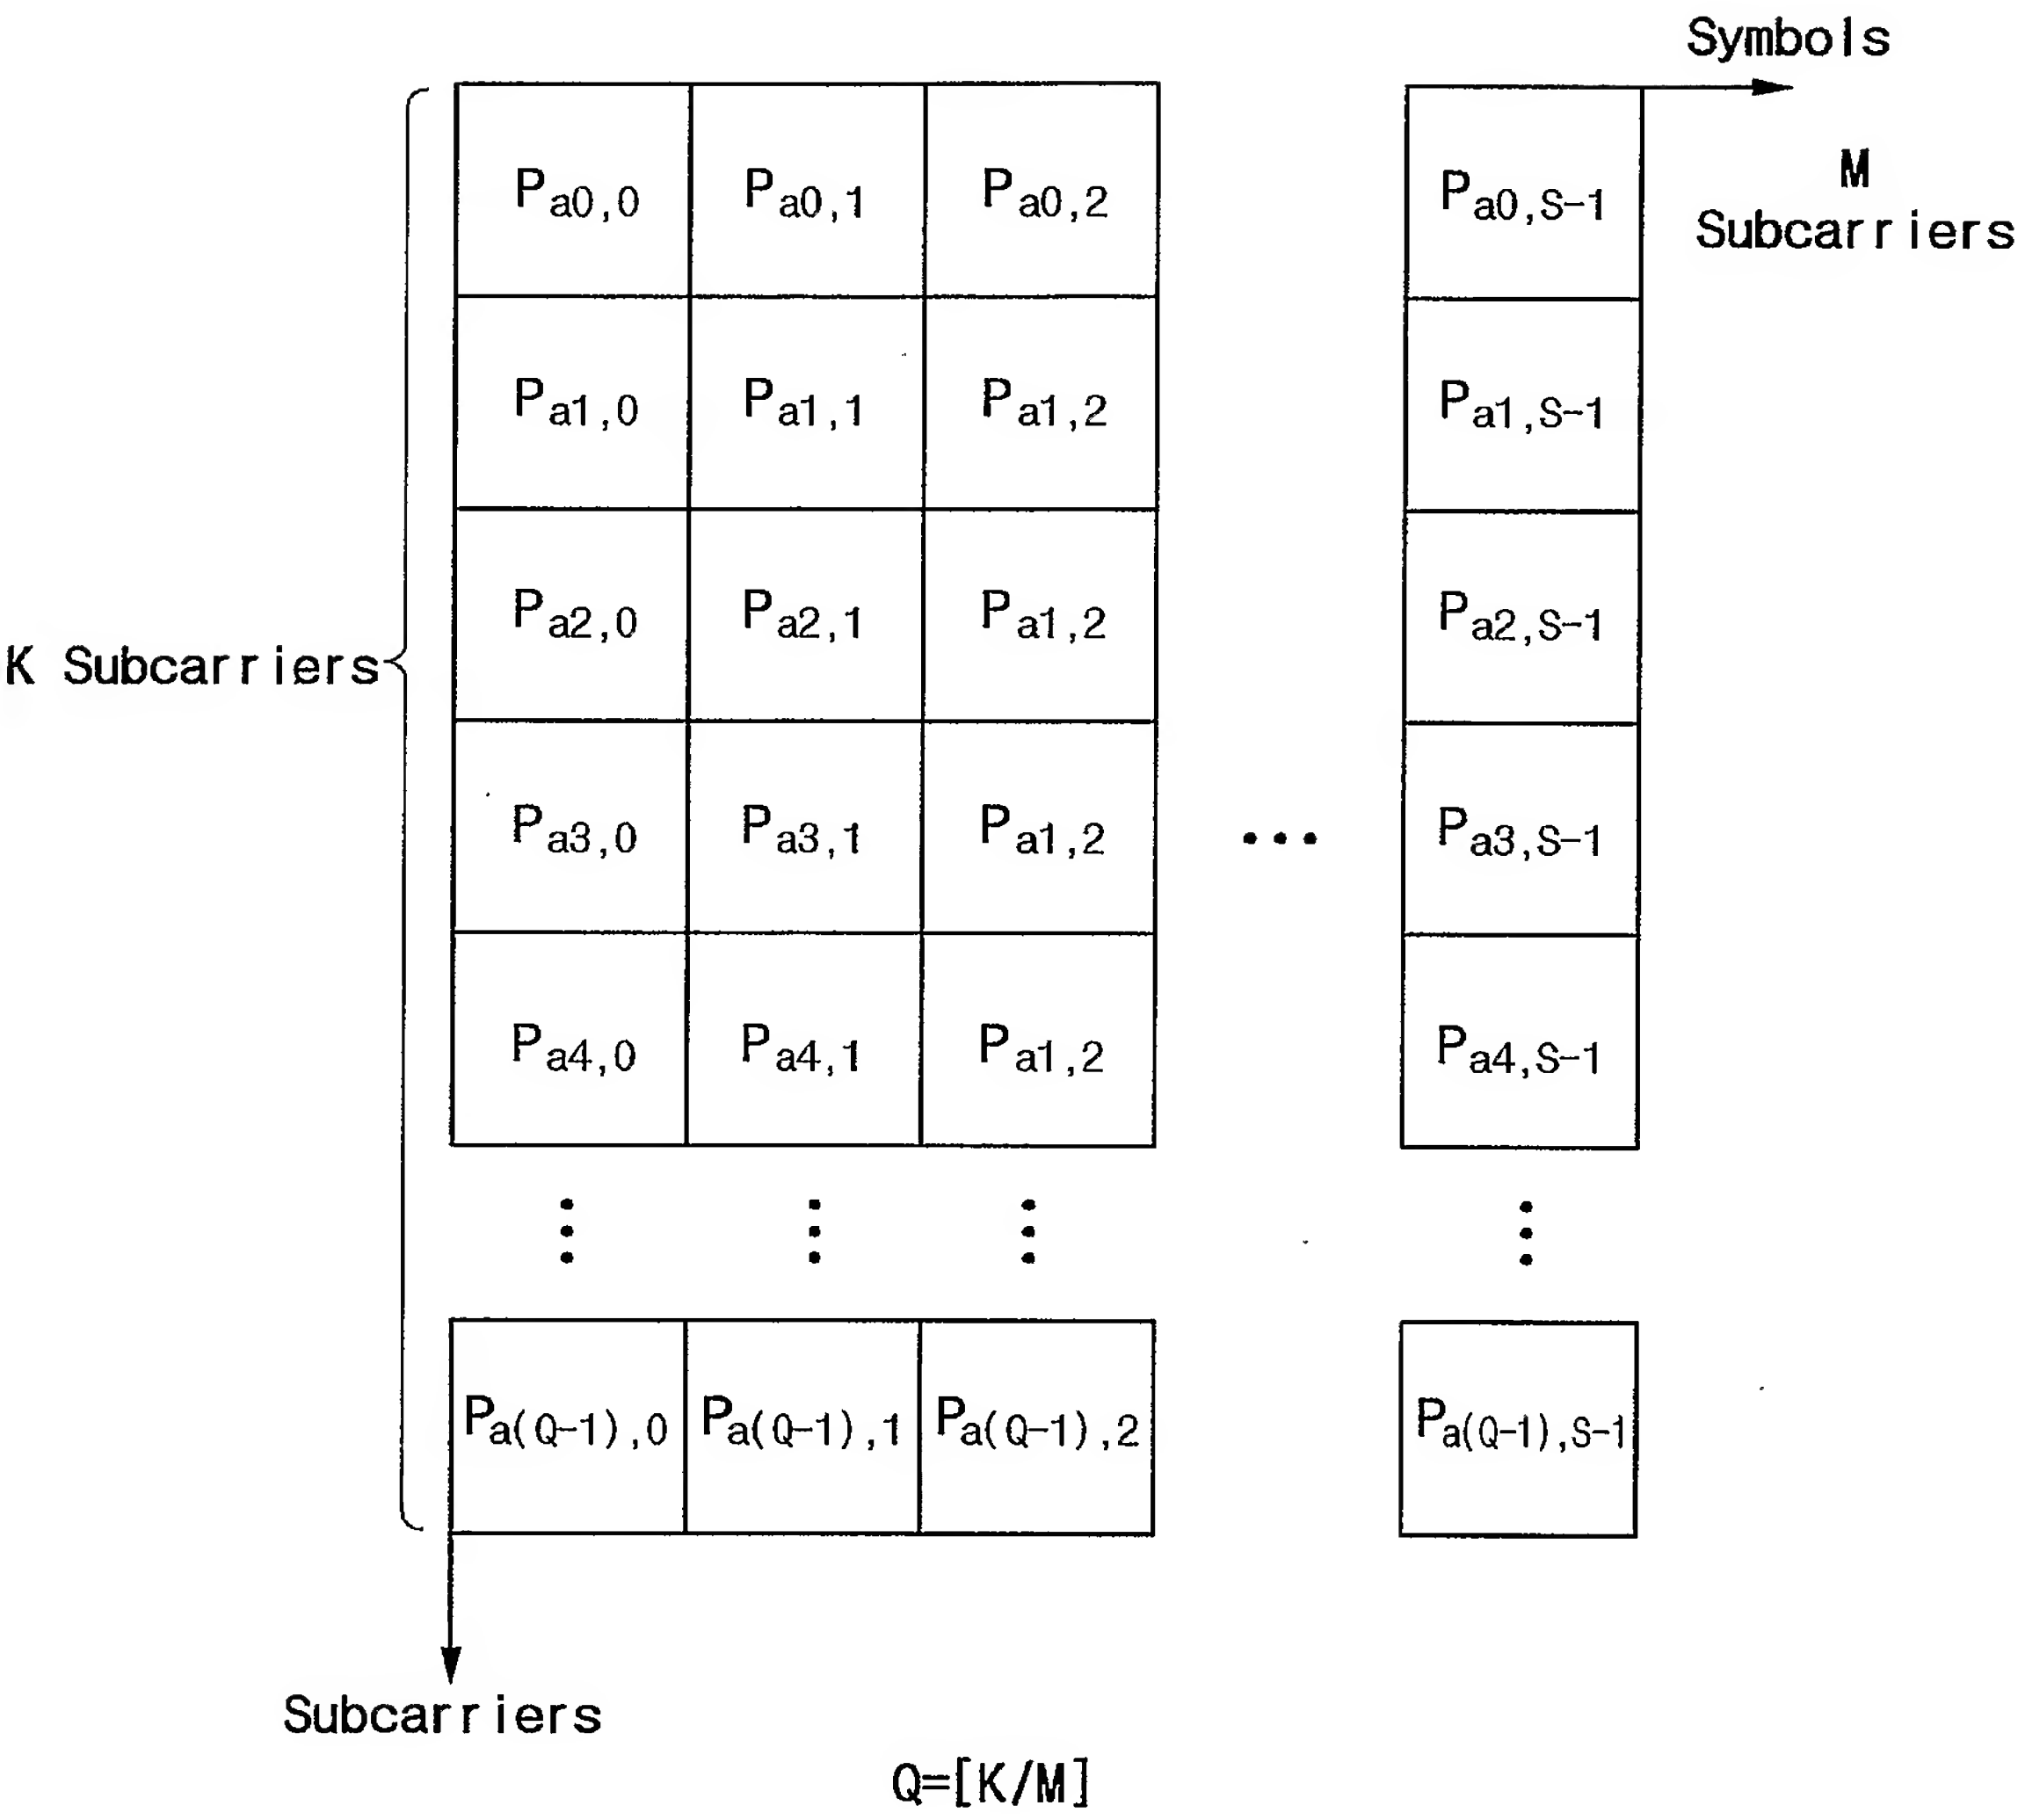 Symbols
M
Subcarriers
Pa0,0 Pa0,1 Pa0,2 Pa0,S-1
Pa1,0 Pa1,1 Pa1,2 Pa1,S-1
Pa2,0 Pa2,1 Pa1,2 Pa2,S-1
K Subcarriers
Pa3,0 Pa3,1 Pa1,2 ... Pa3,S-1
Pa4,0 Pa4,1 Pa1,2 Pa4,S-1
Pa(Q-1),0 Pa(Q-1),1 Pa(Q-1),2 Pa(Q-1),S-1
Subcarriers
Q=[K/M]